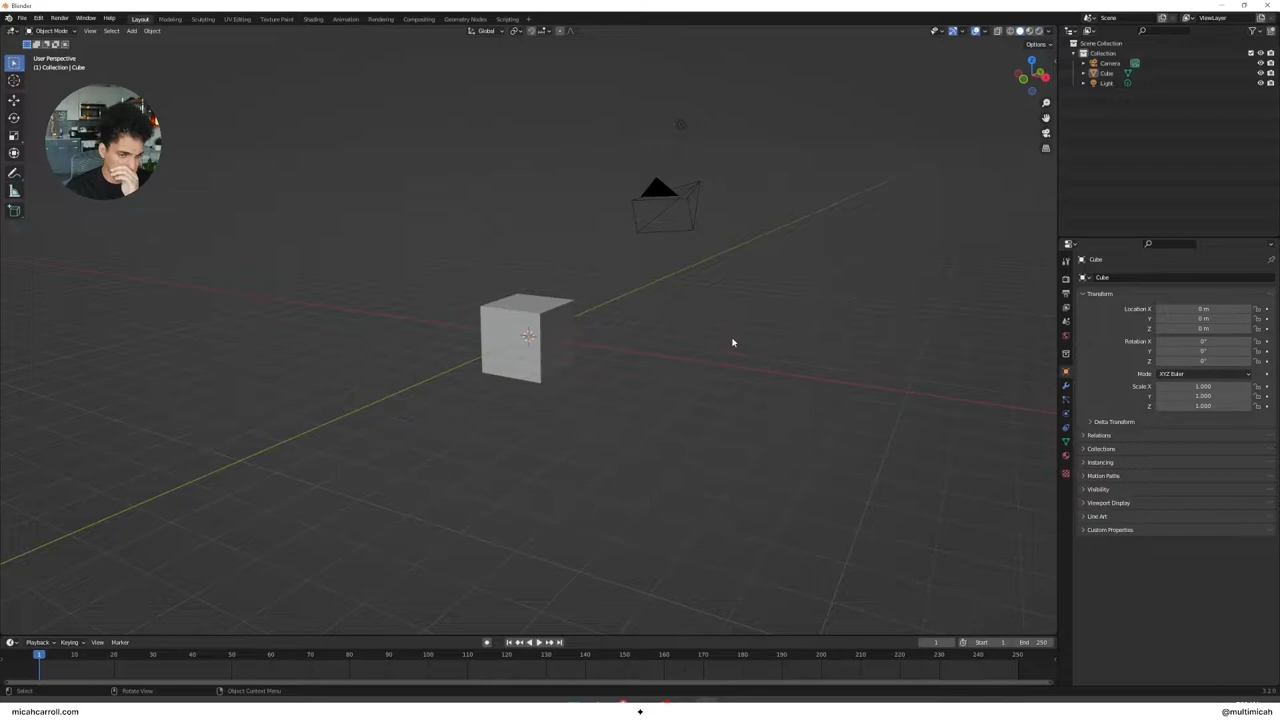 Blender
File Edit Render Window Help Layout Modeling Sculpting UV Editing Texture Paint Shading Animation Rendering Compositing Geometry Nodes Scripting + Scene ViewLayer
Object Mode View Select Add Object Global
Options
User Perspective
(1) Collection | Cube
Scene Collection
Collection
Camera
Cube
Light
Cube
Cube
Transform
Location X 0 m
Y 0 m
Z 0 m
Rotation X 0°
Y 0°
Z 0°
Mode XYZ Euler
Scale X 1.000
Y 1.000
Z 1.000
Delta Transform
Relations
Collections
Instancing
Motion Paths
Visibility
Viewport Display
Line Art
Custom Properties
Playback Keying View Marker 1 Start 1 End 250
1 10 20 30 40 50 60 70 80 90 100 110 120 130 140 150 160 170 180 190 200 210 220 230 240 250
Select Rotate View Object Context Menu 3.2.0
micahcarroll.com @multimicah